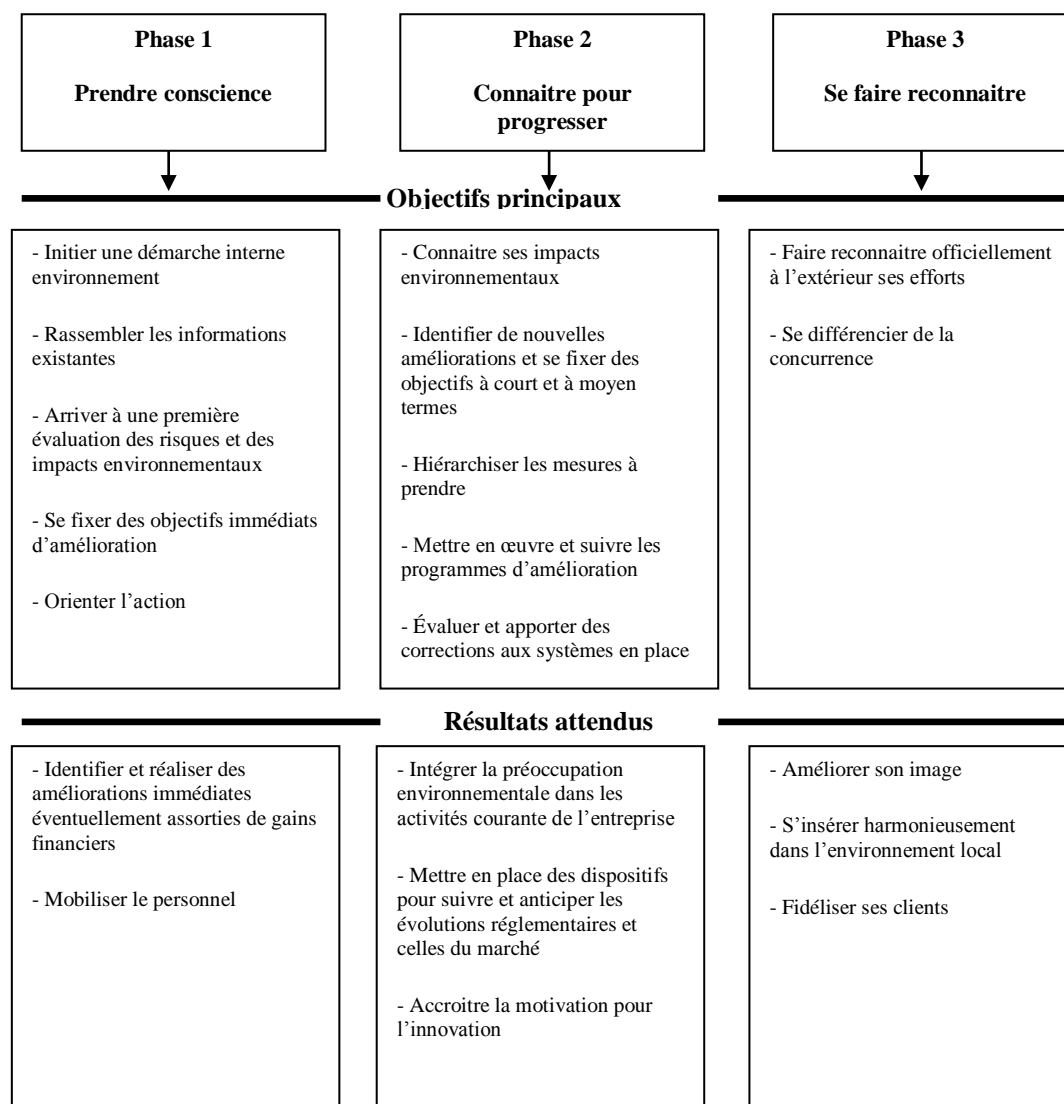 Phase 1
Prendre conscience
Phase 2
Connaitre pour
progresser
Phase 3
Se faire reconnaitre
Objectifs principaux
- Initier une démarche interne
environnement
- Rassembler les informations
existantes
- Arriver à une première
évaluation des risques et des
impacts environnementaux
- Se fixer des objectifs immédiats
d’amélioration
- Orienter l’action
- Connaitre ses impacts
environnementaux
- Identifier de nouvelles
améliorations et se fixer des
objectifs à court et à moyen
termes
- Hiérarchiser les mesures à
prendre
- Mettre en œuvre et suivre les
programmes d’amélioration
- Évaluer et apporter des
corrections aux systèmes en place
- Faire reconnaitre officiellement
à l’extérieur ses efforts
- Se différencier de la
concurrence
Résultats attendus
- Identifier et réaliser des
améliorations immédiates
éventuellement assorties de gains
financiers
- Mobiliser le personnel
- Intégrer la préoccupation
environnementale dans les
activités courante de l’entreprise
- Mettre en place des dispositifs
pour suivre et anticiper les
évolutions réglementaires et
celles du marché
- Accroitre la motivation pour
l’innovation
- Améliorer son image
- S’insérer harmonieusement
dans l’environnement local
- Fidéliser ses clients